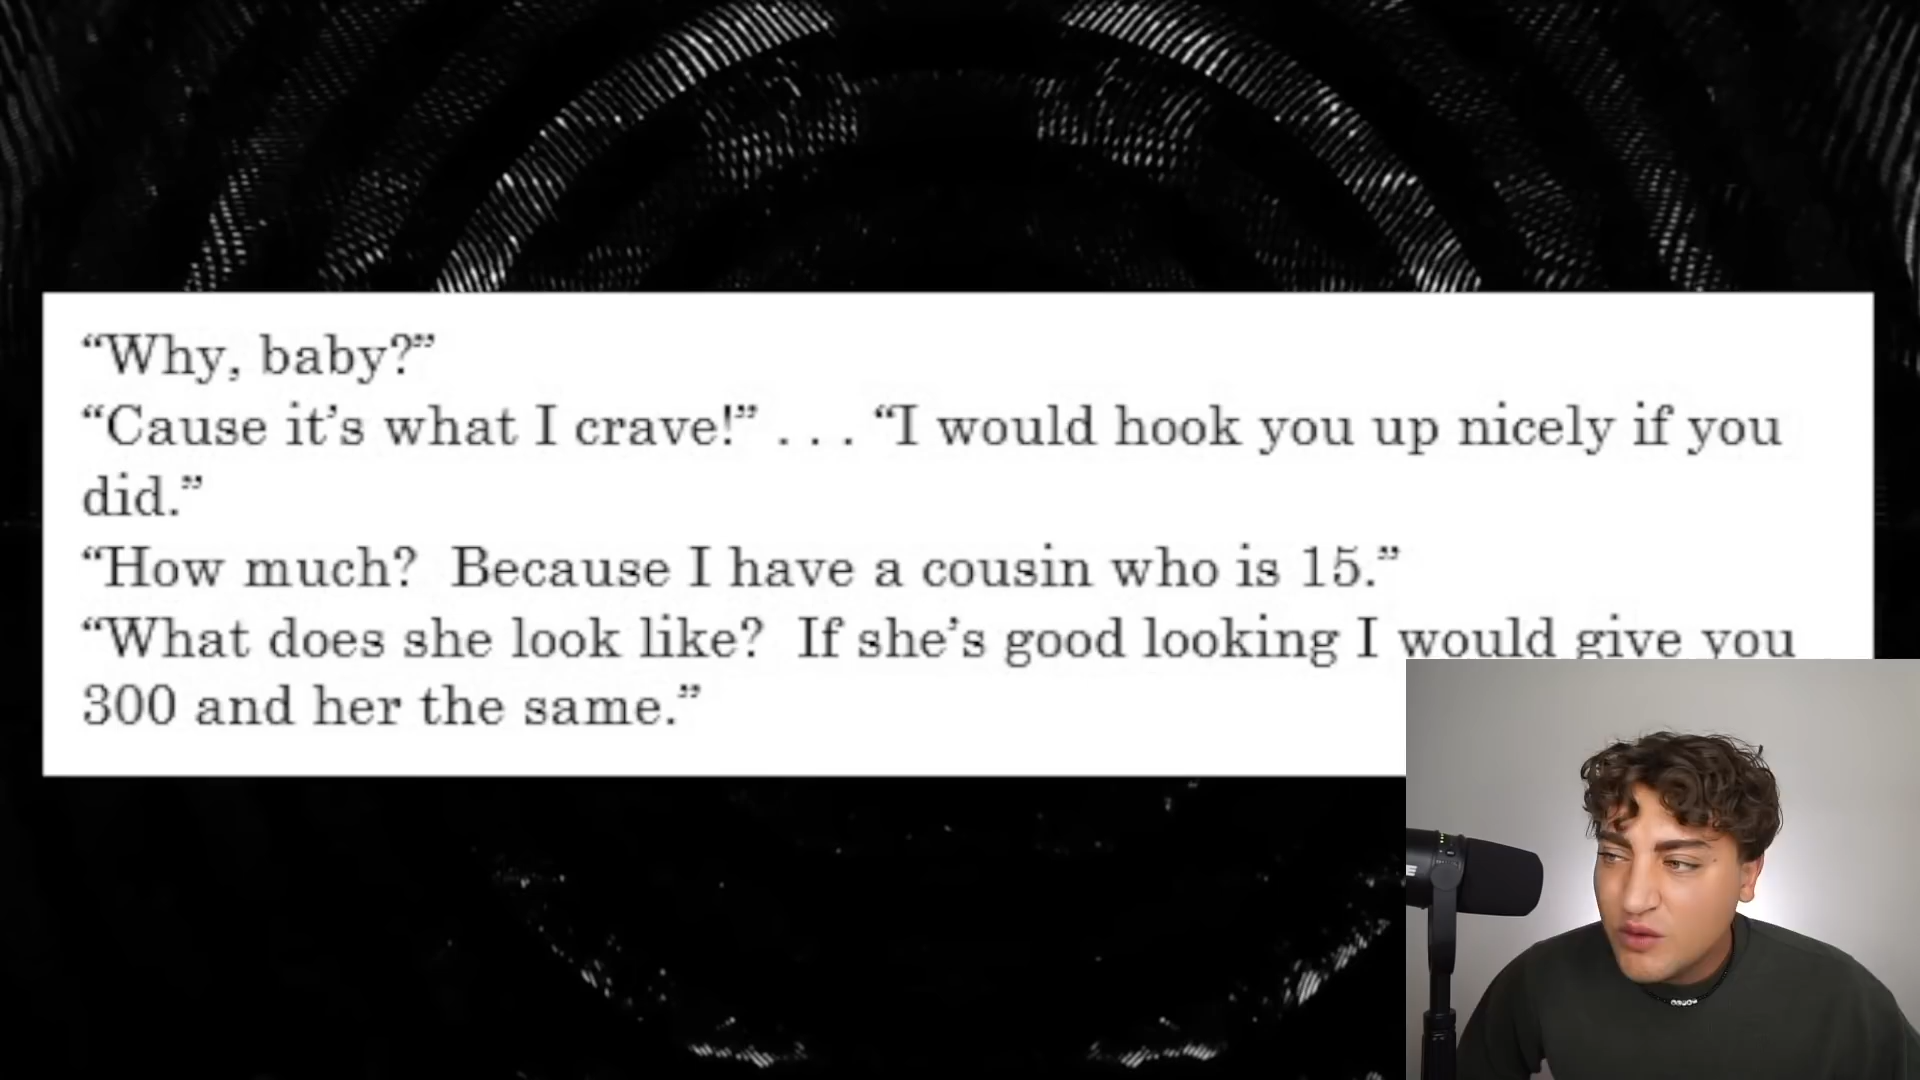 “Why, baby?”
“Cause it’s what I crave!” . . . “I would hook you up nicely if you
did.”
“How much?  Because I have a cousin who is 15.”
“What does she look like?  If she’s good looking I would give you
300 and her the same.”